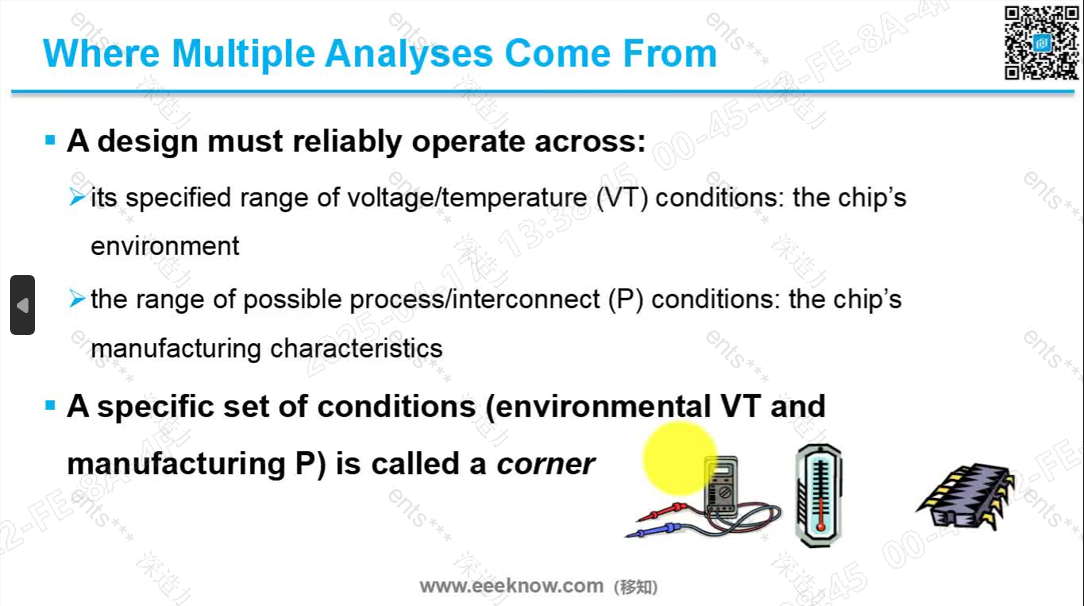 Where Multiple Analyses Come From
A design must reliably operate across:
its specified range of voltage/temperature (VT) conditions: the chip’s
environment
the range of possible process/interconnect (P) conditions: the chip’s
manufacturing characteristics
A specific set of conditions (environmental VT and
manufacturing P) is called a corner
www.eeeknow.com (移知)